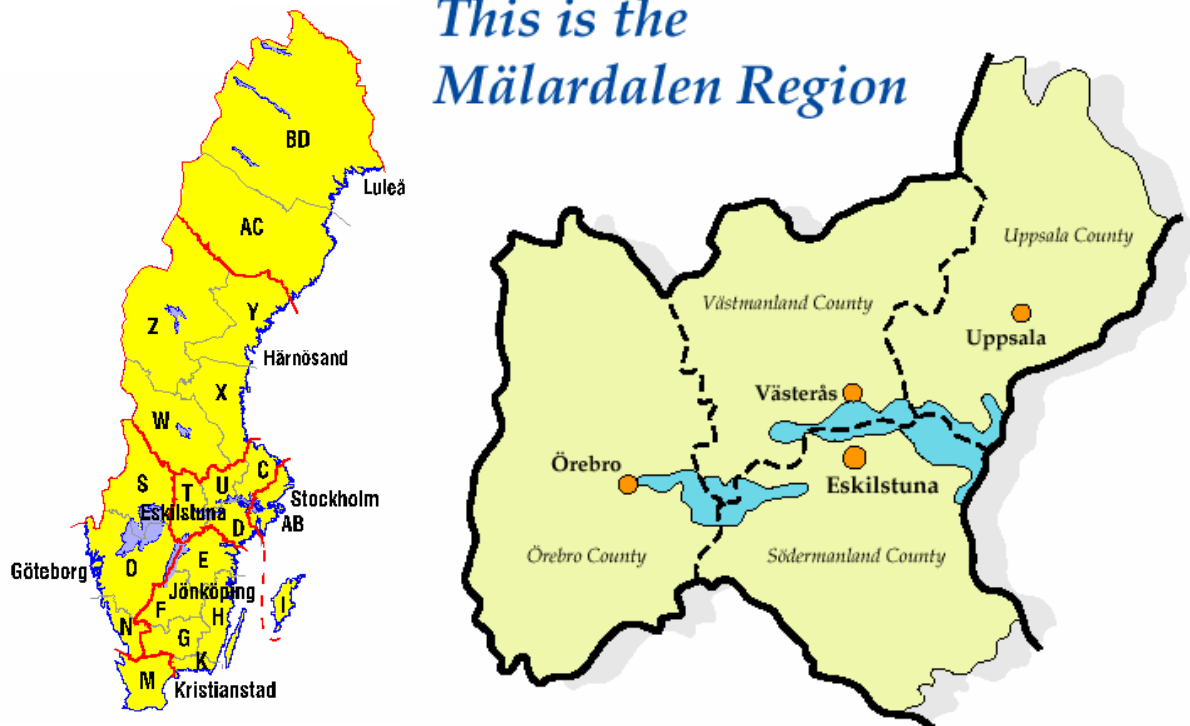 This is the
Mälardalen Region
BD
Luleå
AC
Z
Y
Härnösand
X
W
S
T
U
C
Eskilstuna
Stockholm
D
AB
O
E
Göteborg
Jönköping
F
H
I
N
G
K
M
Kristianstad
Uppsala County
Västmanland County
Uppsala
Västerås
Örebro
Eskilstuna
Örebro County
Södermanland County